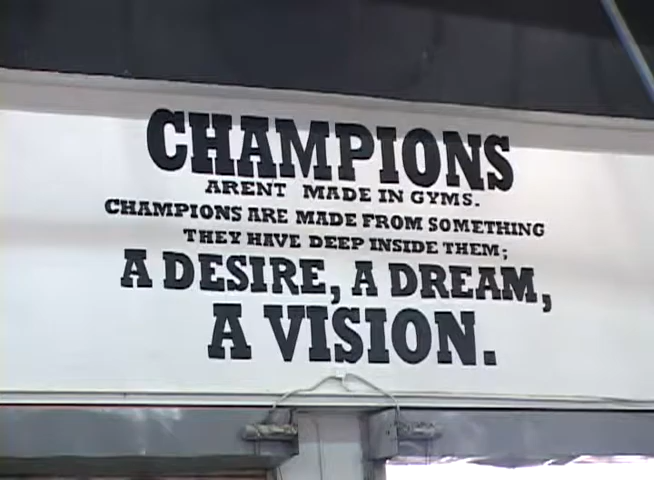 CHAMPIONS
ARENT MADE IN GYMS.
CHAMPIONS ARE MADE FROM SOMETHING
THEY HAVE DEEP INSIDE THEM;
A DESIRE, A DREAM,
A VISION.